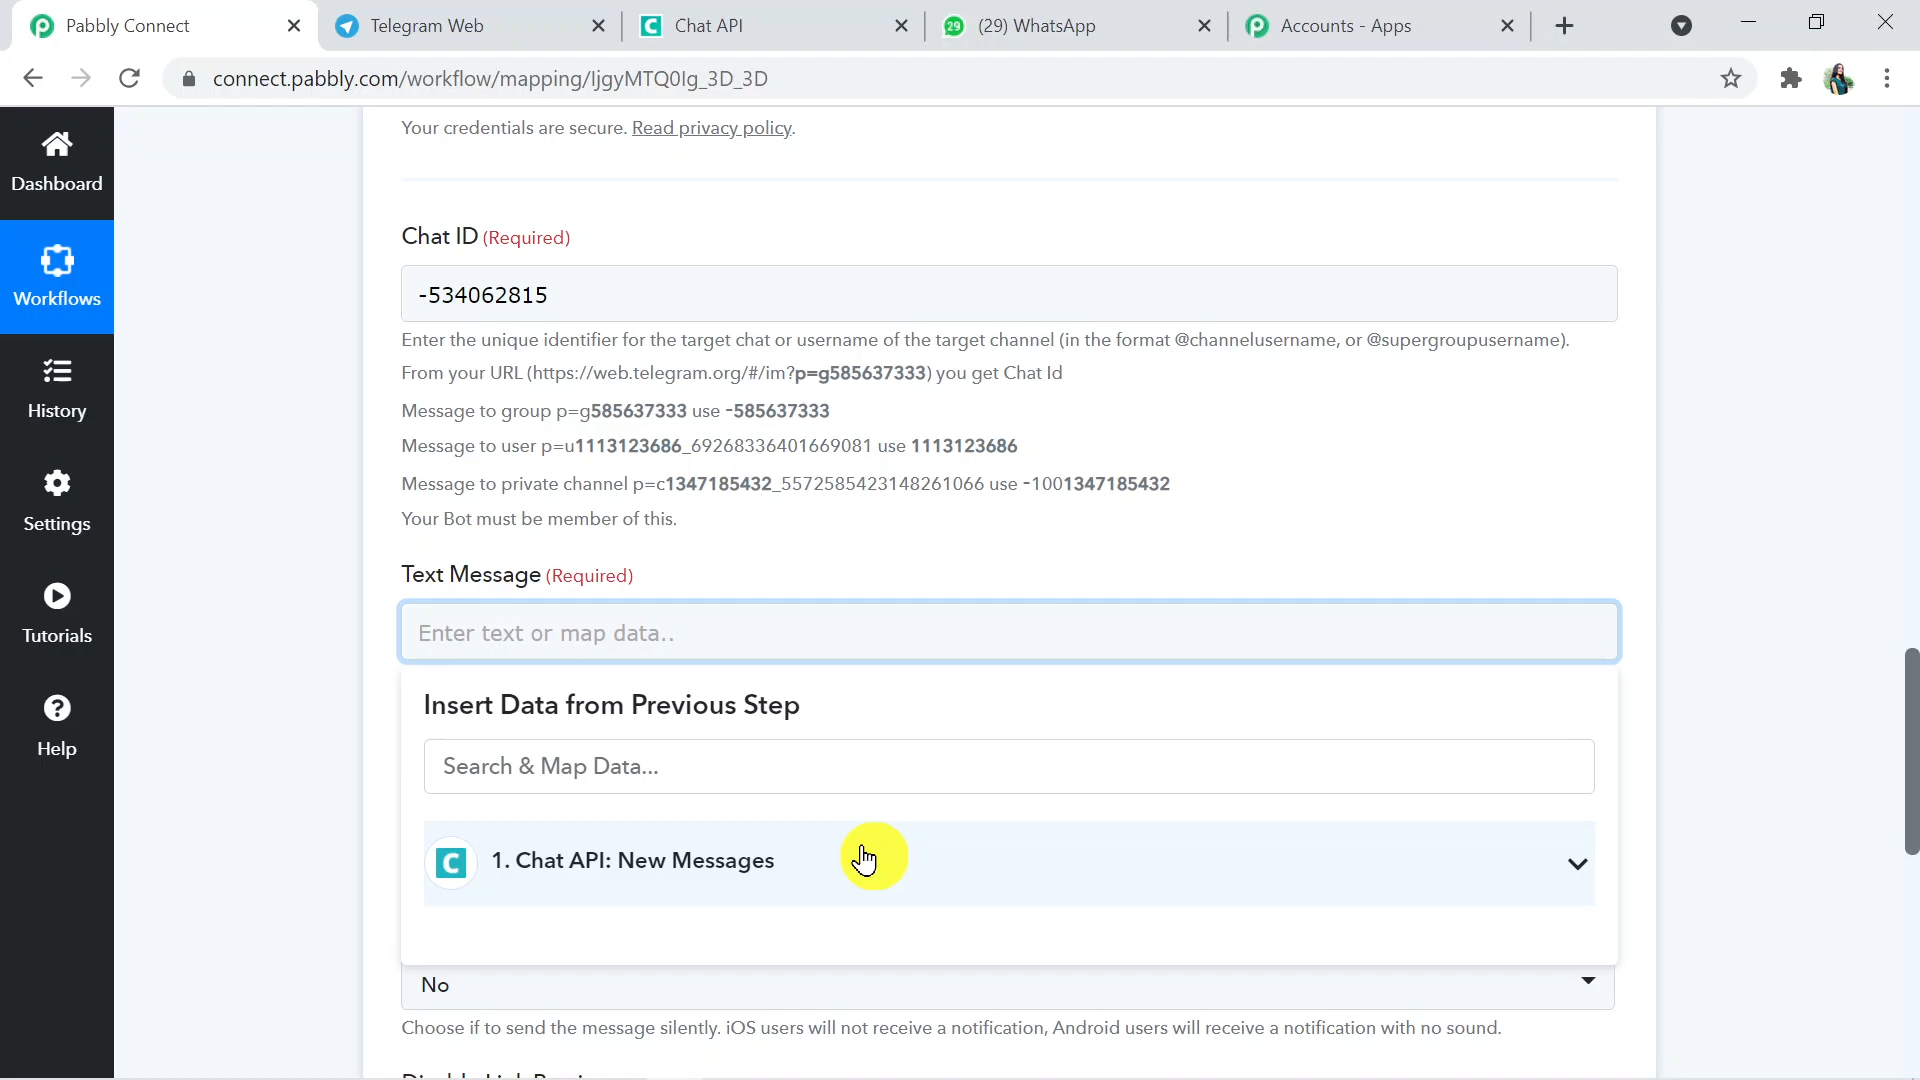 Pabbly Connect
Telegram Web
Chat API
29
(29) WhatsApp
Accounts - Apps
connect.pabbly.com/workflow/mapping/IjgyMTQ0Ig_3D_3D
Dashboard
Workflows
History
Settings
Tutorials
Help
Your credentials are secure. Read privacy policy.
Chat ID (Required)
-534062815
Enter the unique identifier for the target chat or username of the target channel (in the format @channelusername, or @supergroupusername).
From your URL (https://web.telegram.org/#/im?p=g585637333) you get Chat Id
Message to group p=g585637333 use -585637333
Message to user p=u1113123686_69268336401669081 use 1113123686
Message to private channel p=c1347185432_5572585423148261066 use -1001347185432
Your Bot must be member of this.
Text Message (Required)
Enter text or map data..
Insert Data from Previous Step
Search & Map Data...
C
1. Chat API: New Messages
No
Choose if to send the message silently. iOS users will not receive a notification, Android users will receive a notification with no sound.